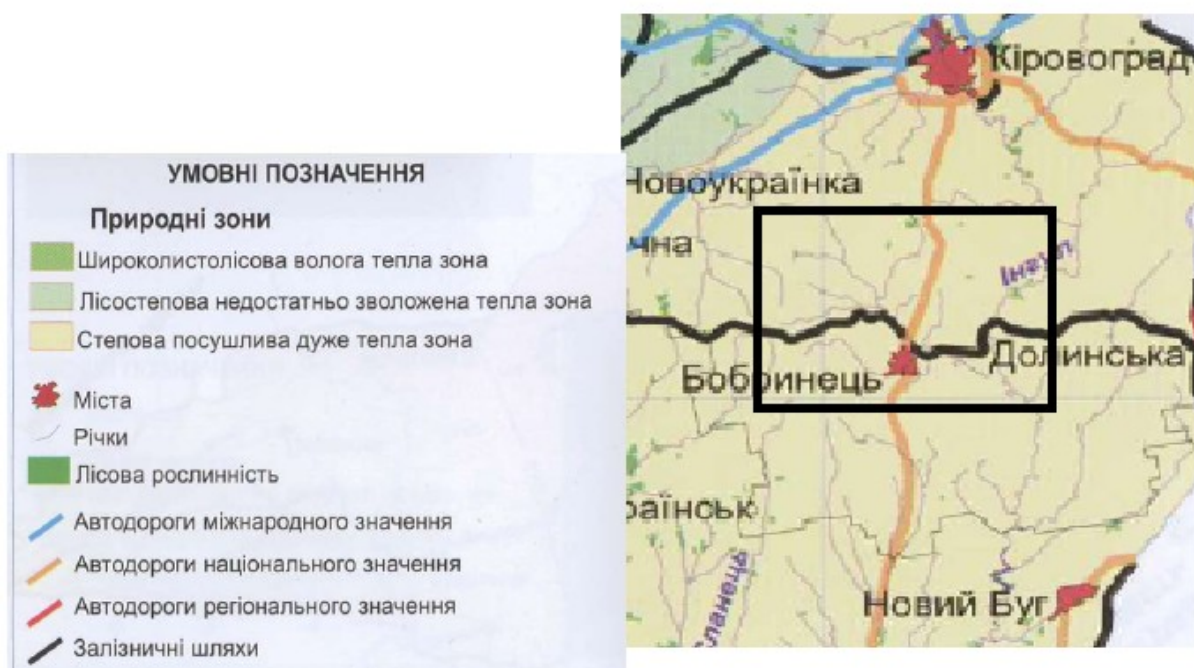 УМОВНІ ПОЗНАЧЕННЯ
Природні зони
Широколистолісова волога тепла зона
Лісостепова недостатньо зволожена тепла зона
Степова посушлива дуже тепла зона
Міста
Річки
Лісова рослинність
Автодороги міжнародного значення
Автодороги національного значення
Автодороги регіонального значення
Залізничні шляхи
Кіровоград
Новоукраїнка
чна
Інгул
Долинська
Бобринець
раїнськ
Новий Буг